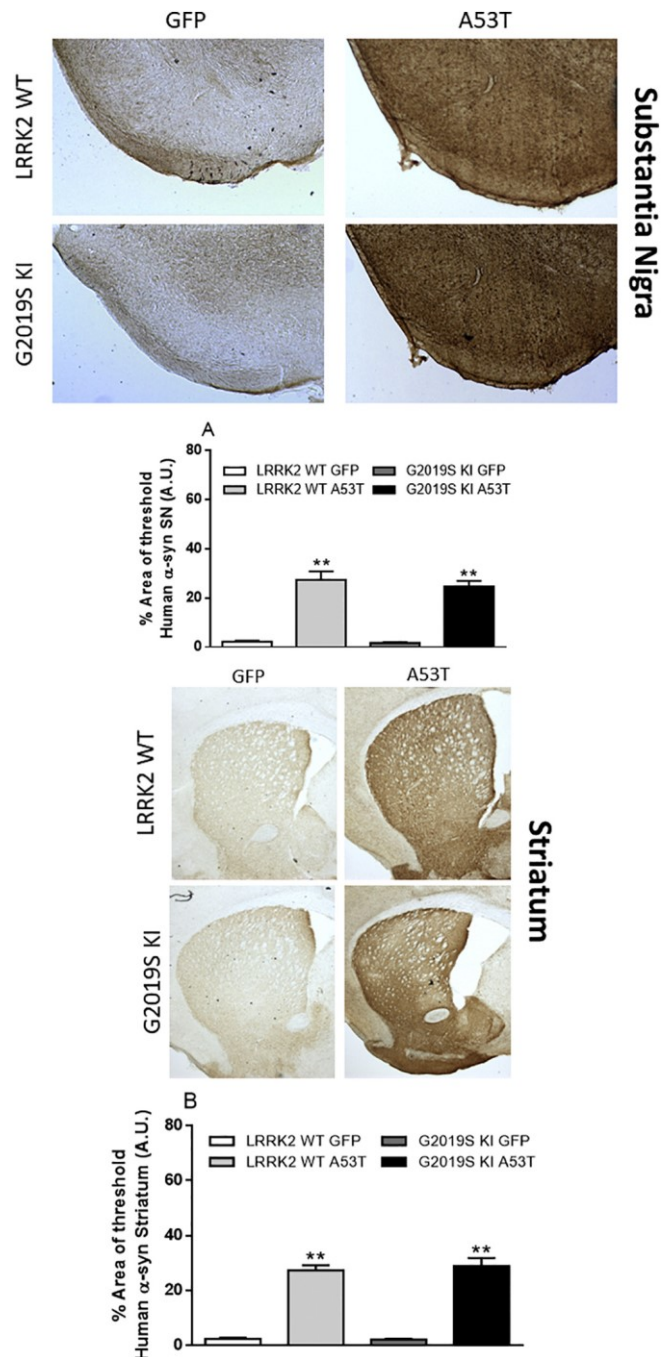 GFP A53T
LRRK2 WT
G2019S KI
Substantia Nigra
A
LRRK2 WT GFP G2019S KI GFP
LRRK2 WT A53T G2019S KI A53T
% Area of threshold
Human α-syn SN (A.U.)
80
60
40
20
0
**
**
GFP A53T
LRRK2 WT
G2019S KI
Striatum
B
LRRK2 WT GFP G2019S KI GFP
LRRK2 WT A53T G2019S KI A53T
% Area of threshold
Human α-syn Striatum (A.U.)
80
60
40
20
0
**
**